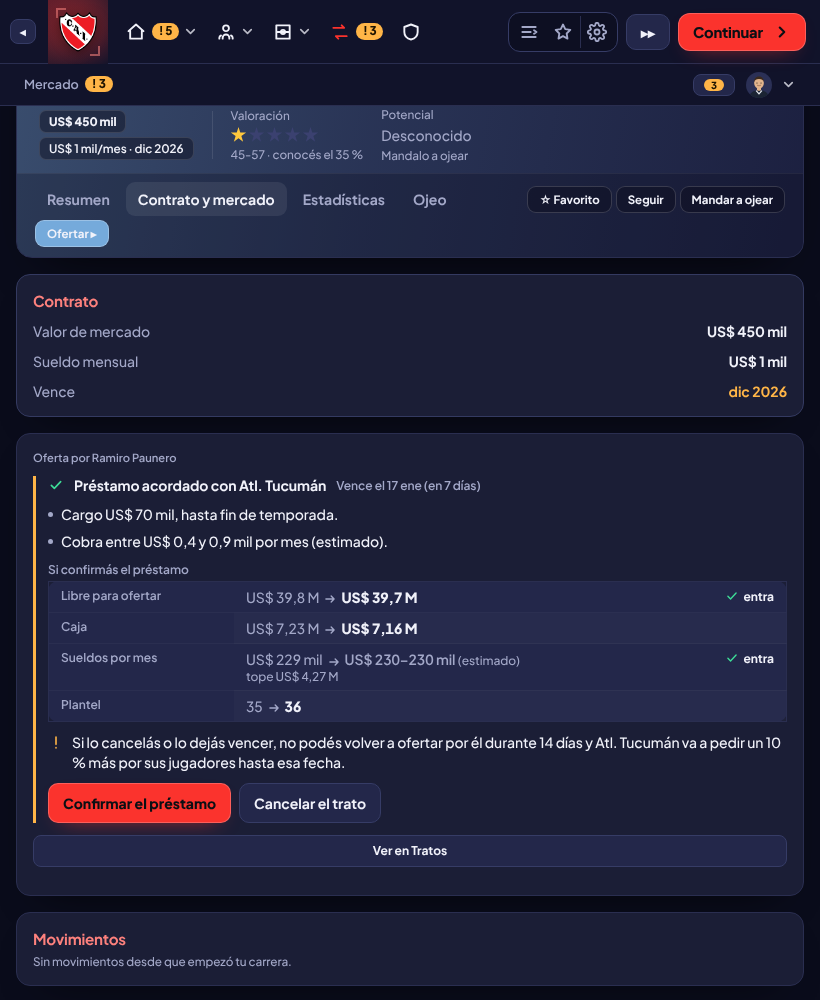 C.A.I.
! 5
! 3
Continuar
Mercado ! 3
3
US$ 450 mil
US$ 1 mil/mes · dic 2026
Valoración
45-57 · conocés el 35 %
Potencial
Desconocido
Mandalo a ojear
Resumen
Contrato y mercado
Estadísticas
Ojeo
☆ Favorito
Seguir
Mandar a ojear
Ofertar ▸
Contrato
Valor de mercado US$ 450 mil
Sueldo mensual US$ 1 mil
Vence dic 2026
Oferta por Ramiro Paunero
Préstamo acordado con Atl. Tucumán Vence el 17 ene (en 7 días)
Cargo US$ 70 mil, hasta fin de temporada.
Cobra entre US$ 0,4 y 0,9 mil por mes (estimado).
Si confirmás el préstamo
Libre para ofertar US$ 39,8 M → US$ 39,7 M ✓ entra
Caja US$ 7,23 M → US$ 7,16 M
Sueldos por mes US$ 229 mil → US$ 230–230 mil (estimado) ✓ entra
tope US$ 4,27 M
Plantel 35 → 36
! Si lo cancelás o lo dejás vencer, no podés volver a ofertar por él durante 14 días y Atl. Tucumán va a pedir un 10
% más por sus jugadores hasta esa fecha.
Confirmar el préstamo
Cancelar el trato
Ver en Tratos
Movimientos
Sin movimientos desde que empezó tu carrera.